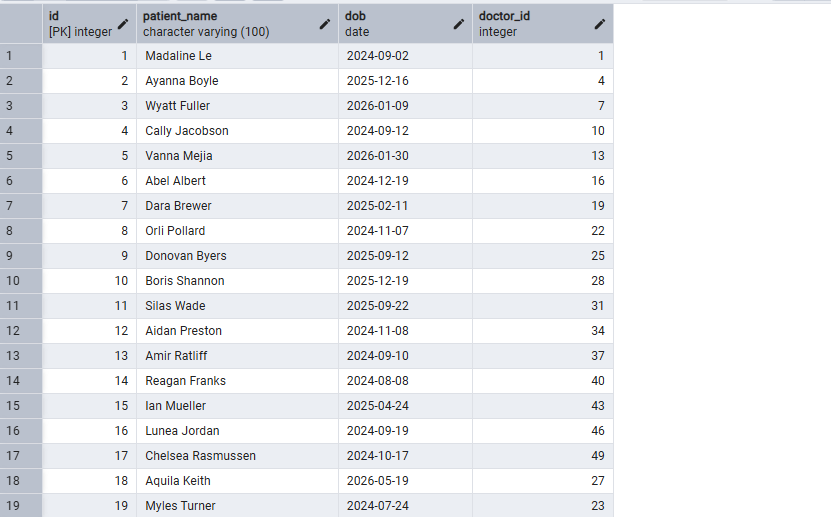 id patient_name dob doctor_id
[PK] integer character varying (100) date integer
1 1 Madaline Le 2024-09-02 1
2 2 Ayanna Boyle 2025-12-16 4
3 3 Wyatt Fuller 2026-01-09 7
4 4 Cally Jacobson 2024-09-12 10
5 5 Vanna Mejia 2026-01-30 13
6 6 Abel Albert 2024-12-19 16
7 7 Dara Brewer 2025-02-11 19
8 8 Orli Pollard 2024-11-07 22
9 9 Donovan Byers 2025-09-12 25
10 10 Boris Shannon 2025-12-19 28
11 11 Silas Wade 2025-09-22 31
12 12 Aidan Preston 2024-11-08 34
13 13 Amir Ratliff 2024-09-10 37
14 14 Reagan Franks 2024-08-08 40
15 15 Ian Mueller 2025-04-24 43
16 16 Lunea Jordan 2024-09-19 46
17 17 Chelsea Rasmussen 2024-10-17 49
18 18 Aquila Keith 2026-05-19 27
19 19 Myles Turner 2024-07-24 23